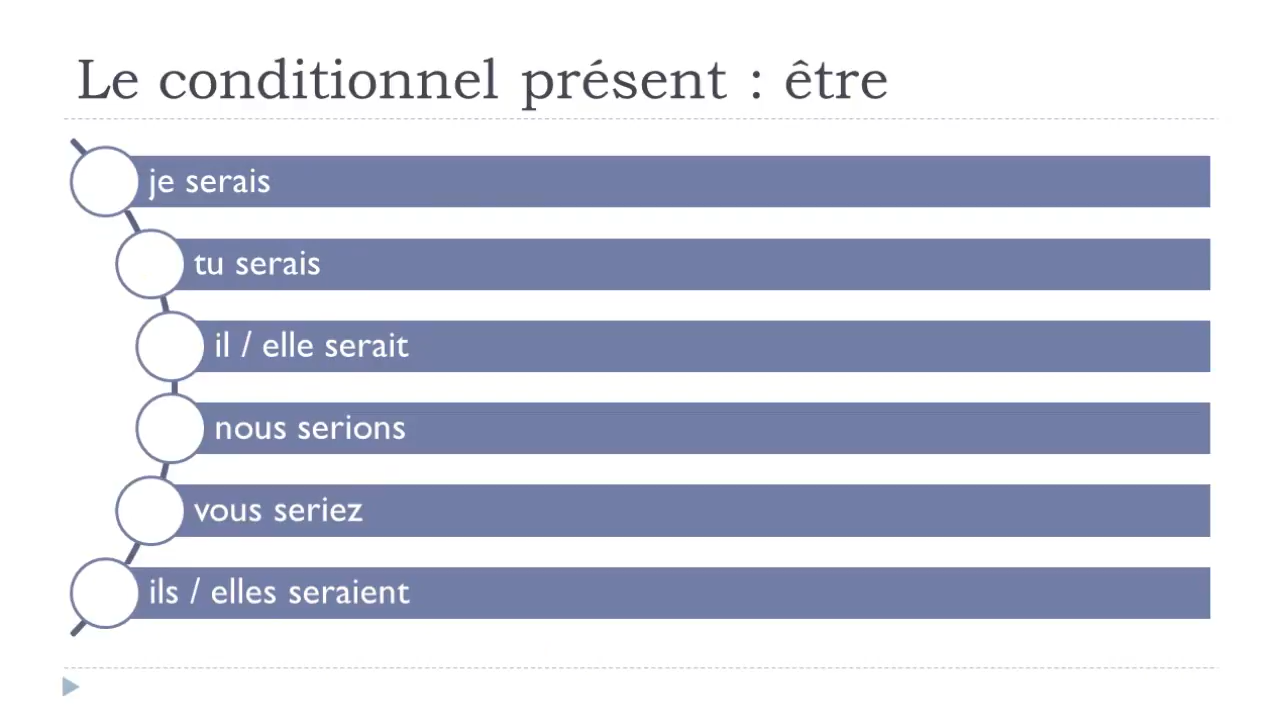 Le conditionnel présent : être
je serais
tu serais
il / elle serait
nous serions
vous seriez
ils / elles seraient